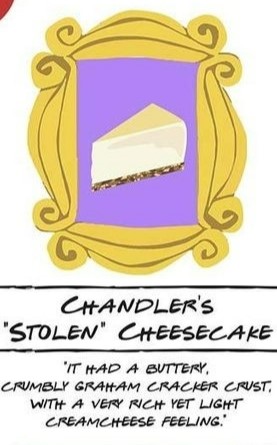 CHANDLER'S
"STOLEN" CHEESECAKE
"IT HAD A BUTTERY,
CRUMBLY GRAHAM CRACKER CRUST,
WITH A VERY RICH YET LIGHT
CREAMCHEESE FEELING."